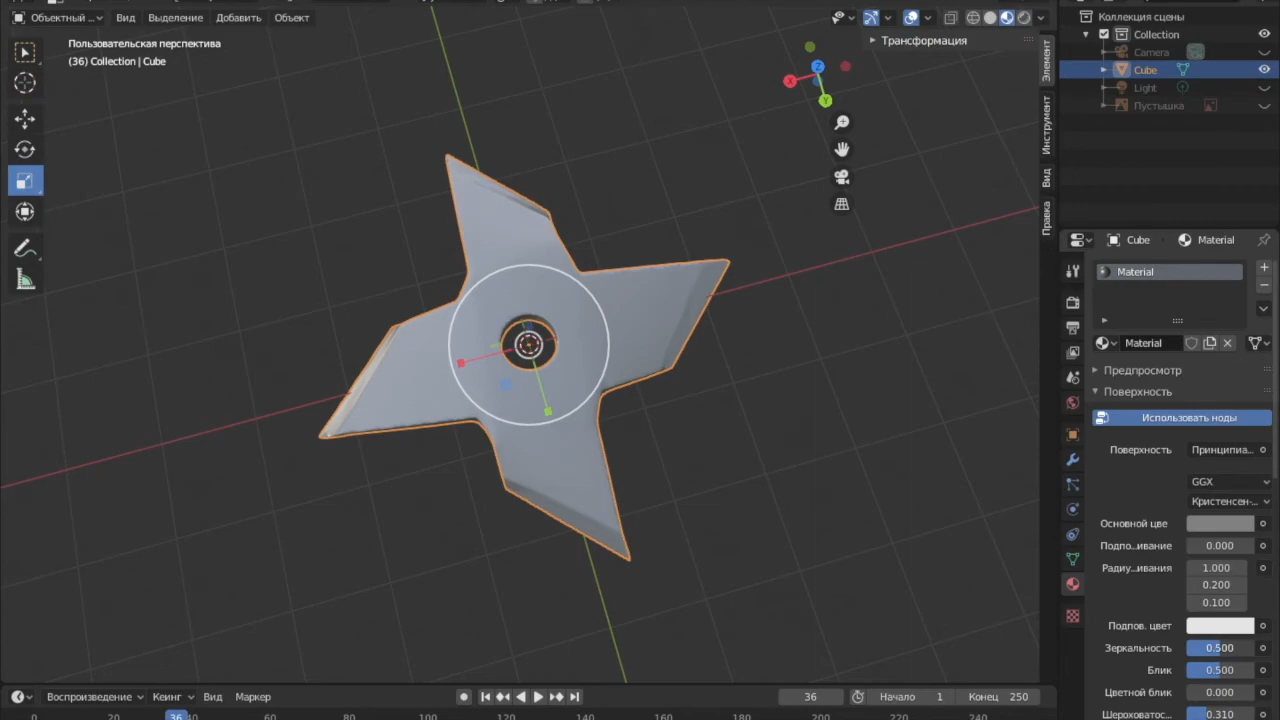 Объектный ..
Вид
Выделение
Добавить
Объект
Пользовательская перспектива
(36) Collection | Cube
Трансформация
Элемент
Инструмент
Вид
Правка
X
Y
Z
Коллекция сцены
Collection
Camera
Cube
Light
Пустышка
Cube
Material
Material
Material
Предпросмотр
Поверхность
Использовать ноды
Поверхность
Принципиа...
GGX
Кристенсен-...
Основной цве
Подпо..ивание
0.000
Радиу..ивания
1.000
0.200
0.100
Подпов. цвет
Зеркальность
0.500
Блик
0.500
Цветной блик
0.000
Шероховатос...
0.310
Воспроизведение
Кеинг
Вид
Маркер
36
Начало
1
Конец
250
0
20
36
40
60
80
100
120
140
160
180
200
220
240